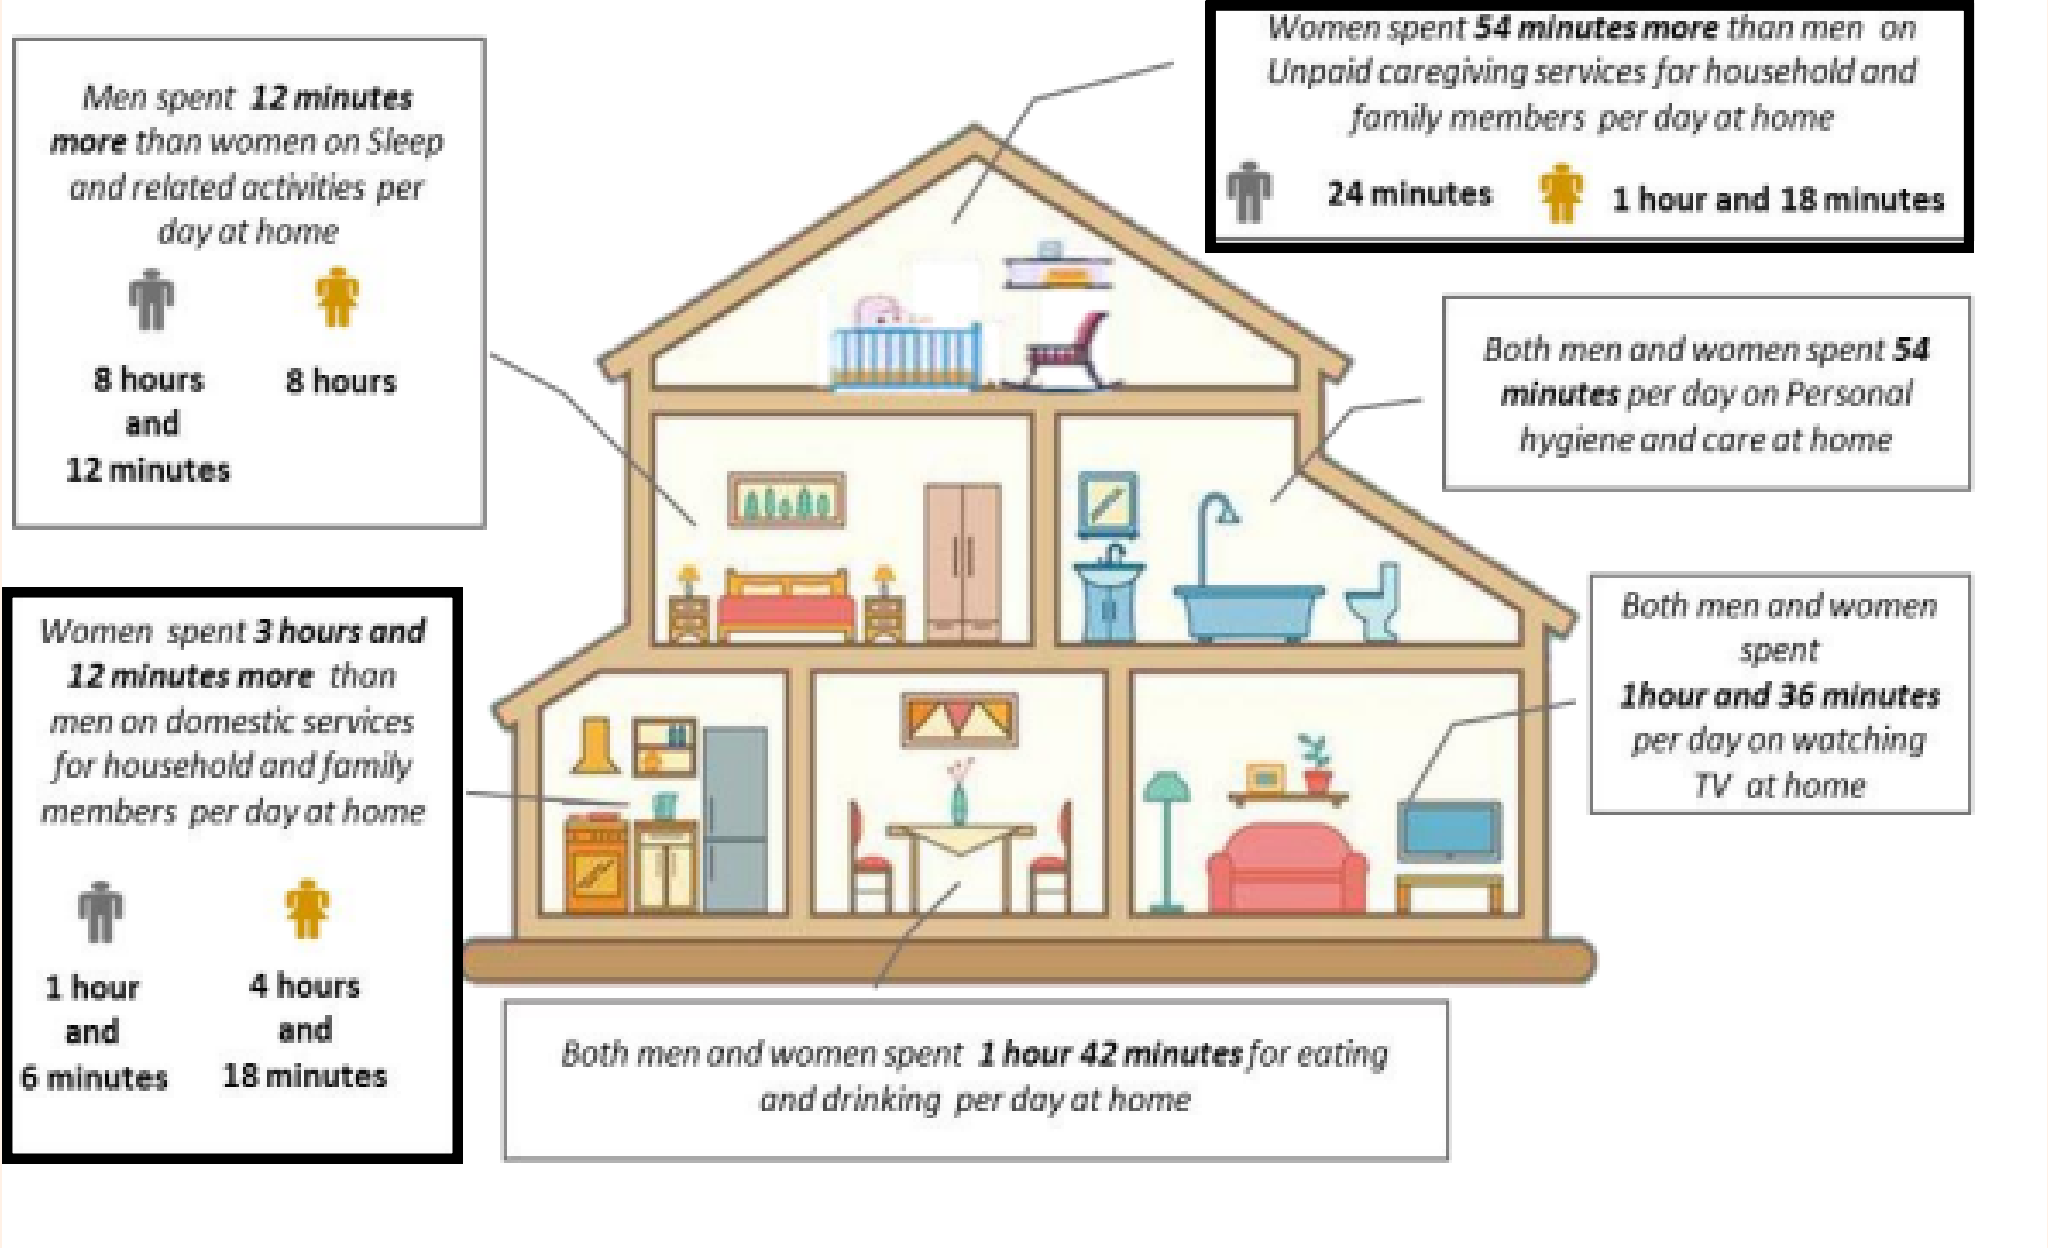 Men spent 12 minutes
more than women on Sleep
and related activities per
day at home
8 hours
and
12 minutes
8 hours
Women spent 54 minutes more than men on
Unpaid caregiving services for household and
family members per day at home
24 minutes
1 hour and 18 minutes
Both men and women spent 54
minutes per day on Personal
hygiene and care at home
Both men and women
spent
1hour and 36 minutes
per day on watching
TV at home
Women spent 3 hours and
12 minutes more than
men on domestic services
for household and family
members per day at home
1 hour
and
6 minutes
4 hours
and
18 minutes
Both men and women spent 1 hour 42 minutes for eating
and drinking per day at home